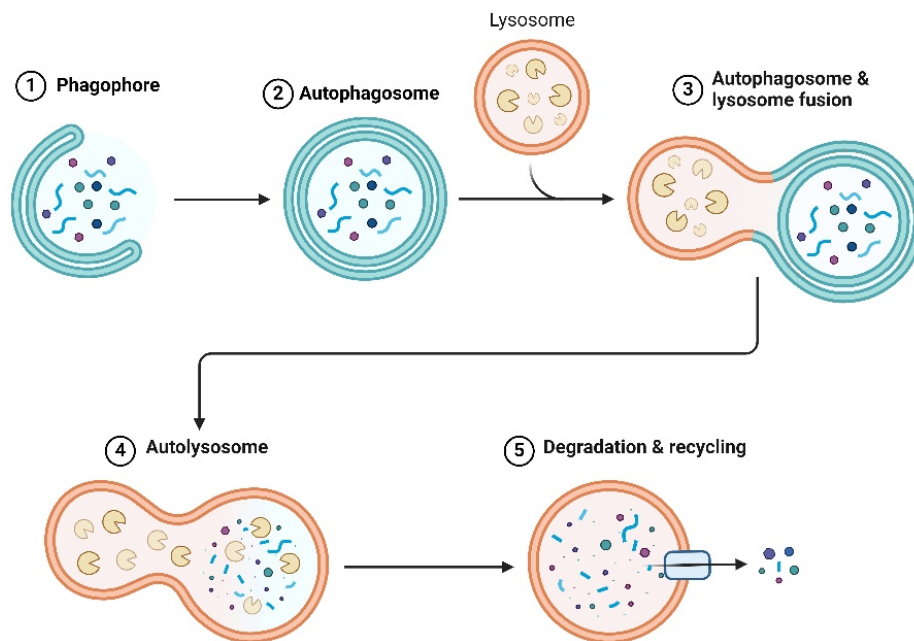 Lysosome
1 Phagophore
2 Autophagosome
3 Autophagosome &
lysosome fusion
4 Autolysosome
5 Degradation & recycling